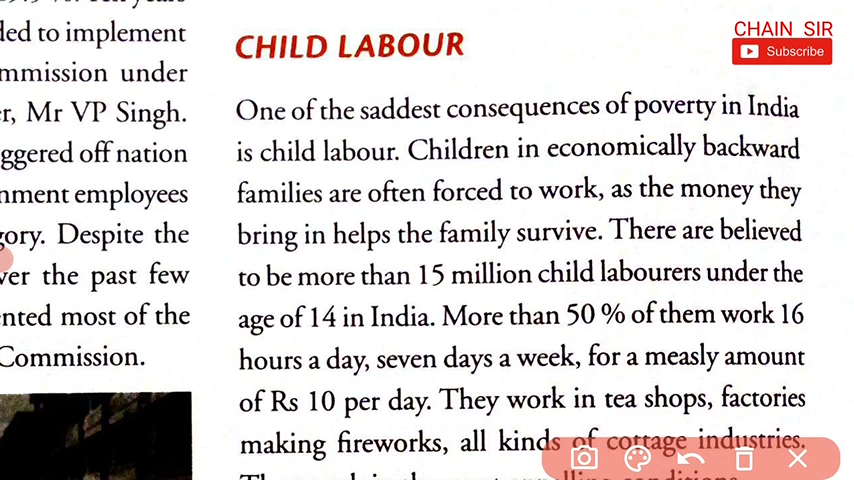 ded to implement
mmission under
r, Mr VP Singh.
ggered off nation
nment employees
gory. Despite the
ver the past few
ented most of the
Commission.
CHILD LABOUR
One of the saddest consequences of poverty in India
is child labour. Children in economically backward
families are often forced to work, as the money they
bring in helps the family survive. There are believed
to be more than 15 million child labourers under the
age of 14 in India. More than 50 % of them work 16
hours a day, seven days a week, for a measly amount
of Rs 10 per day. They work in tea shops, factories
making fireworks, all kinds of cottage industries.
CHAIN SIR
Subscribe